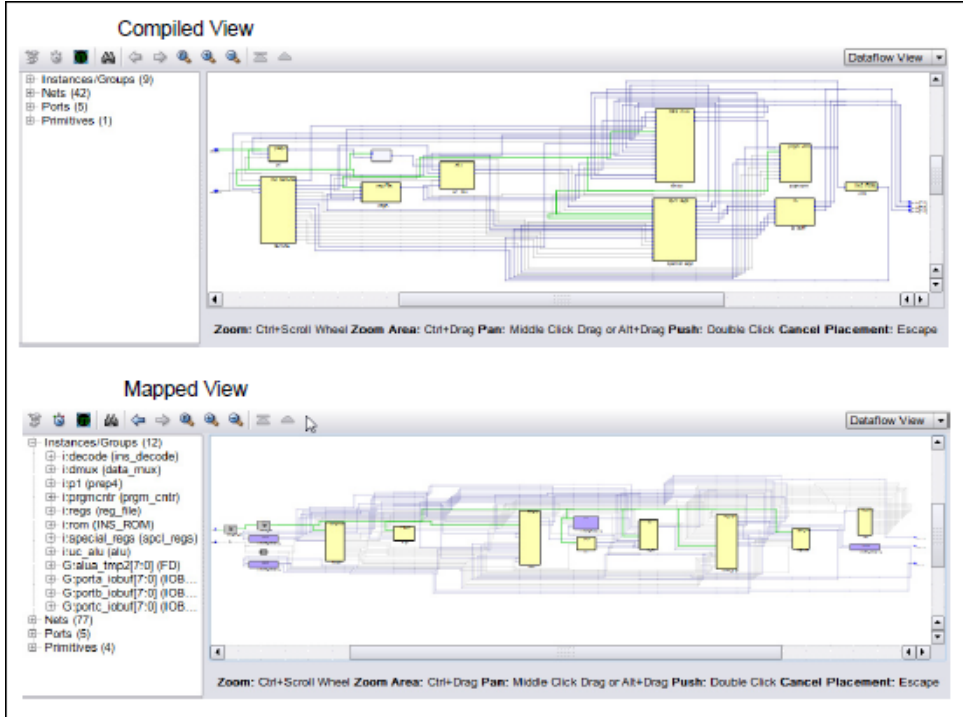 Compiled View
Dataflow View
Instances/Groups (9)
Nets (42)
Ports (5)
Primitives (1)
Zoom: Ctrl+Scroll Wheel Zoom Area: Ctrl+Drag Pan: Middle Click Drag or Alt+Drag Push: Double Click Cancel Placement: Escape
Mapped View
Dataflow View
Instances/Groups (12)
i:decode (ins_decode)
i:dmux (data_mux)
i:p1 (prep4)
i:prgmcntr (prgm_cntr)
i:regs (reg_file)
i:rom (INS_ROM)
i:special_regs (spcl_regs)
i:uc_alu (alu)
G:alua_tmp2[7:0] (FD)
G:porta_iobuf[7:0] (IOB...
G:portb_iobuf[7:0] (IOB...
G:portc_iobuf[7:0] (IOB...
Nets (77)
Ports (5)
Primitives (4)
Zoom: Ctrl+Scroll Wheel Zoom Area: Ctrl+Drag Pan: Middle Click Drag or Alt+Drag Push: Double Click Cancel Placement: Escape